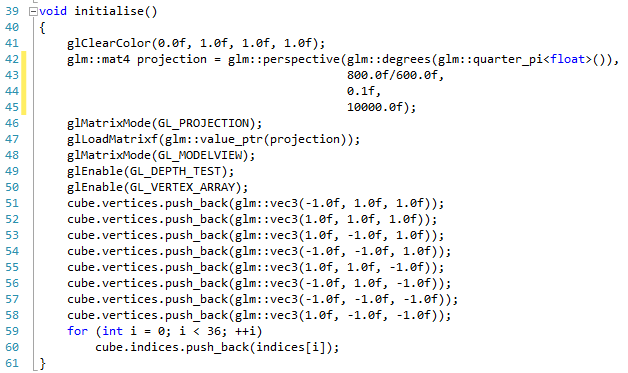 39 void initialise()
40 {
41     glClearColor(0.0f, 1.0f, 1.0f, 1.0f);
42     glm::mat4 projection = glm::perspective(glm::degrees(glm::quarter_pi<float>()),
43                                             800.0f/600.0f,
44                                             0.1f,
45                                             10000.0f);
46     glMatrixMode(GL_PROJECTION);
47     glLoadMatrixf(glm::value_ptr(projection));
48     glMatrixMode(GL_MODELVIEW);
49     glEnable(GL_DEPTH_TEST);
50     glEnable(GL_VERTEX_ARRAY);
51     cube.vertices.push_back(glm::vec3(-1.0f, 1.0f, 1.0f));
52     cube.vertices.push_back(glm::vec3(1.0f, 1.0f, 1.0f));
53     cube.vertices.push_back(glm::vec3(1.0f, -1.0f, 1.0f));
54     cube.vertices.push_back(glm::vec3(-1.0f, -1.0f, 1.0f));
55     cube.vertices.push_back(glm::vec3(1.0f, 1.0f, -1.0f));
56     cube.vertices.push_back(glm::vec3(-1.0f, 1.0f, -1.0f));
57     cube.vertices.push_back(glm::vec3(-1.0f, -1.0f, -1.0f));
58     cube.vertices.push_back(glm::vec3(1.0f, -1.0f, -1.0f));
59     for (int i = 0; i < 36; ++i)
60         cube.indices.push_back(indices[i]);
61 }